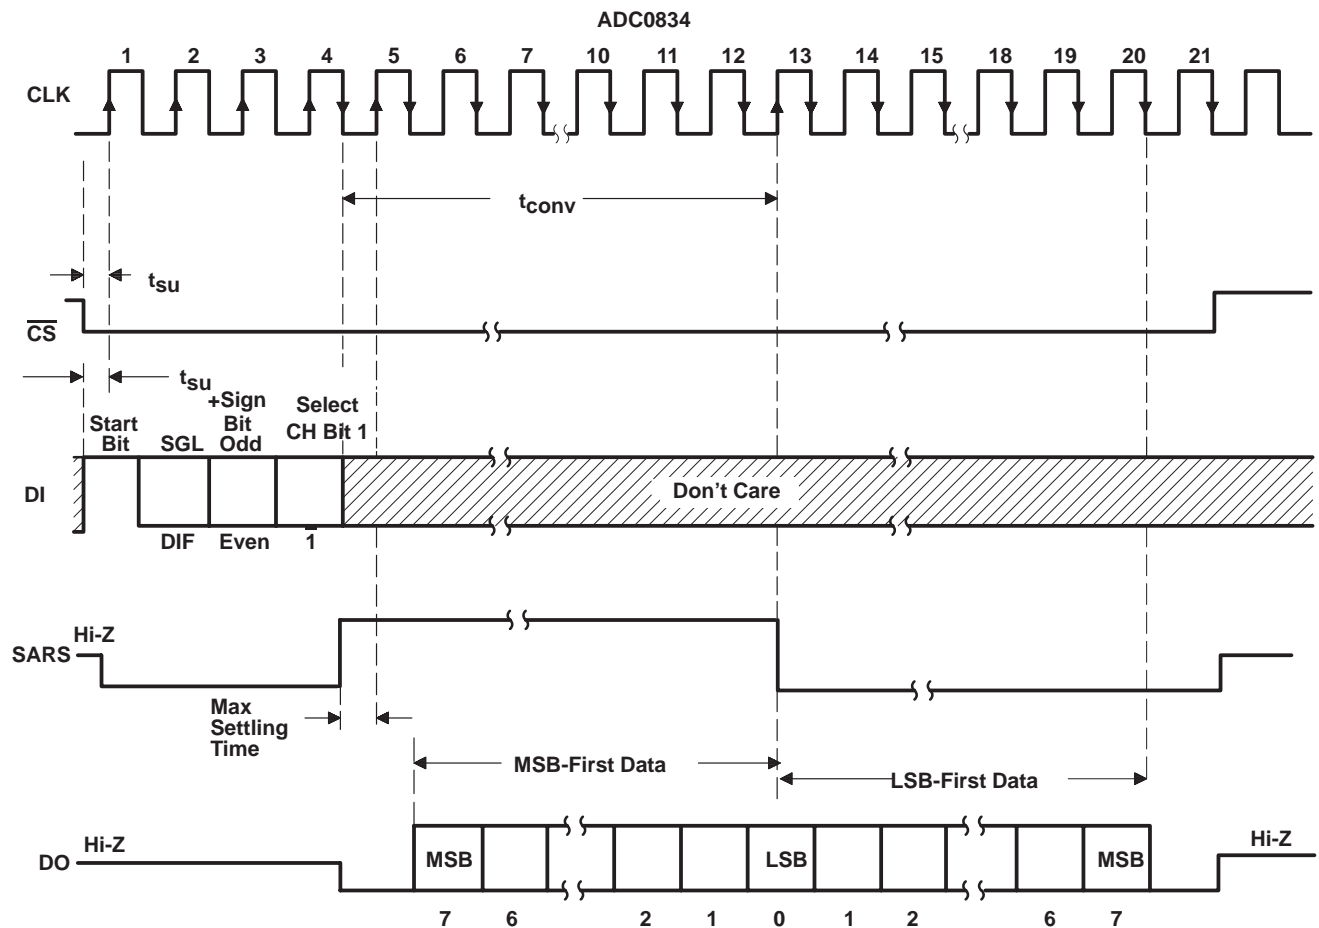 ADC0834
1 2 3 4 5 6 7 10 11 12 13 14 15 18 19 20 21
CLK
tconv
tsu
CS
tsu
+Sign
Bit
Odd
Select
CH Bit 1
Start
Bit
SGL
DI
Don't Care
DIF
Even
1
Hi-Z
SARS
Max
Settling
Time
MSB-First Data
LSB-First Data
Hi-Z
DO
MSB
LSB
MSB
Hi-Z
7 6 2 1 0 1 2 6 7